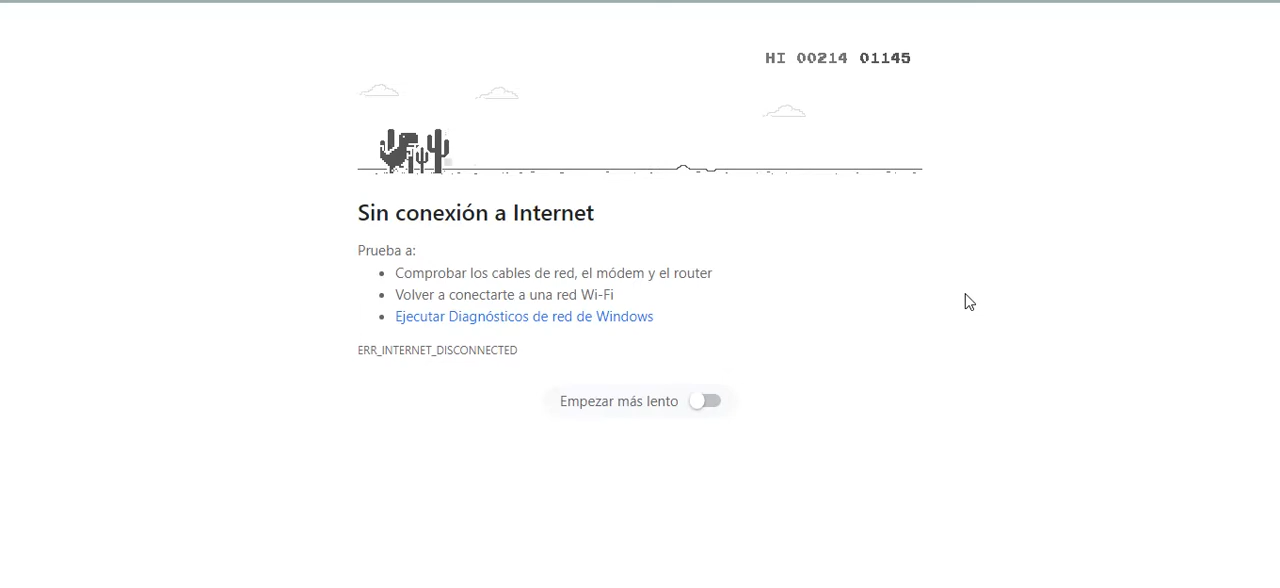 HI 00214 01145
Sin conexión a Internet
Prueba a:
Comprobar los cables de red, el módem y el router
Volver a conectarte a una red Wi-Fi
Ejecutar Diagnósticos de red de Windows
ERR_INTERNET_DISCONNECTED
Empezar más lento